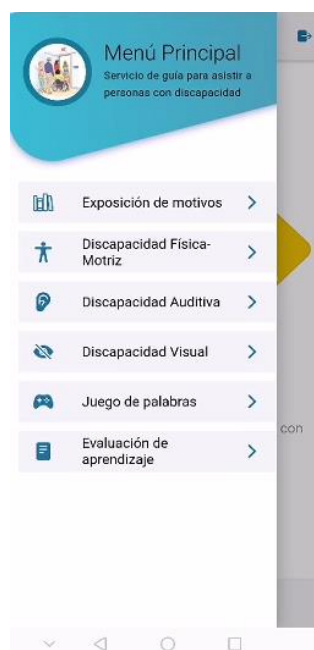 Menú Principal
Servicio de guía para asistir a
personas con discapacidad
Exposición de motivos
Discapacidad Física-
Motriz
Discapacidad Auditiva
Discapacidad Visual
Juego de palabras
con
Evaluación de
aprendizaje